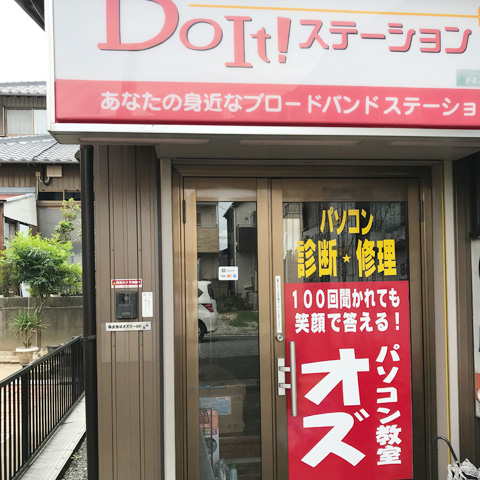 DoIt!ステーション
あなたの身近なブロードバンドステーショ
パソコン
診断★修理
100回聞かれても
笑顔で答える!
パソコン教室
オズ